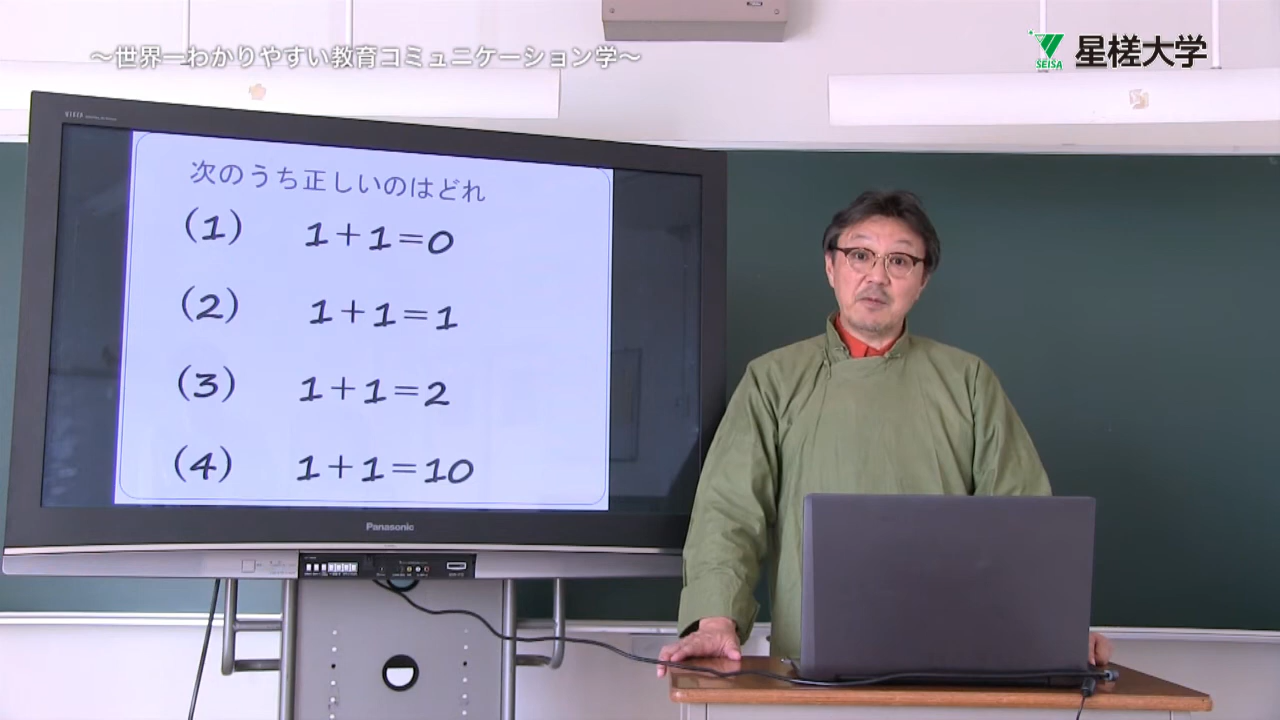 ～世界一わかりやすい教育コミュニケーション学～
SEISA
星槎大学
次のうち正しいのはどれ
(1) 1+1=0
(2) 1+1=1
(3) 1+1=2
(4) 1+1=10
Panasonic